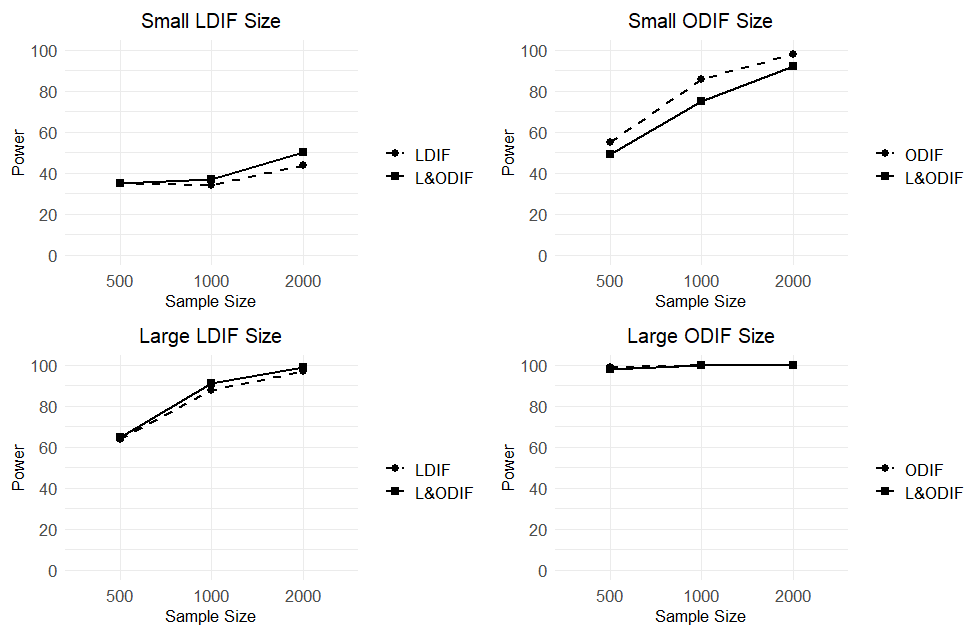 Small LDIF Size
100
80
60
40
20
0
Power
500 1000 2000
Sample Size
LDIF
L&ODIF
Small ODIF Size
100
80
60
40
20
0
Power
500 1000 2000
Sample Size
ODIF
L&ODIF
Large LDIF Size
100
80
60
40
20
0
Power
500 1000 2000
Sample Size
LDIF
L&ODIF
Large ODIF Size
100
80
60
40
20
0
Power
500 1000 2000
Sample Size
ODIF
L&ODIF